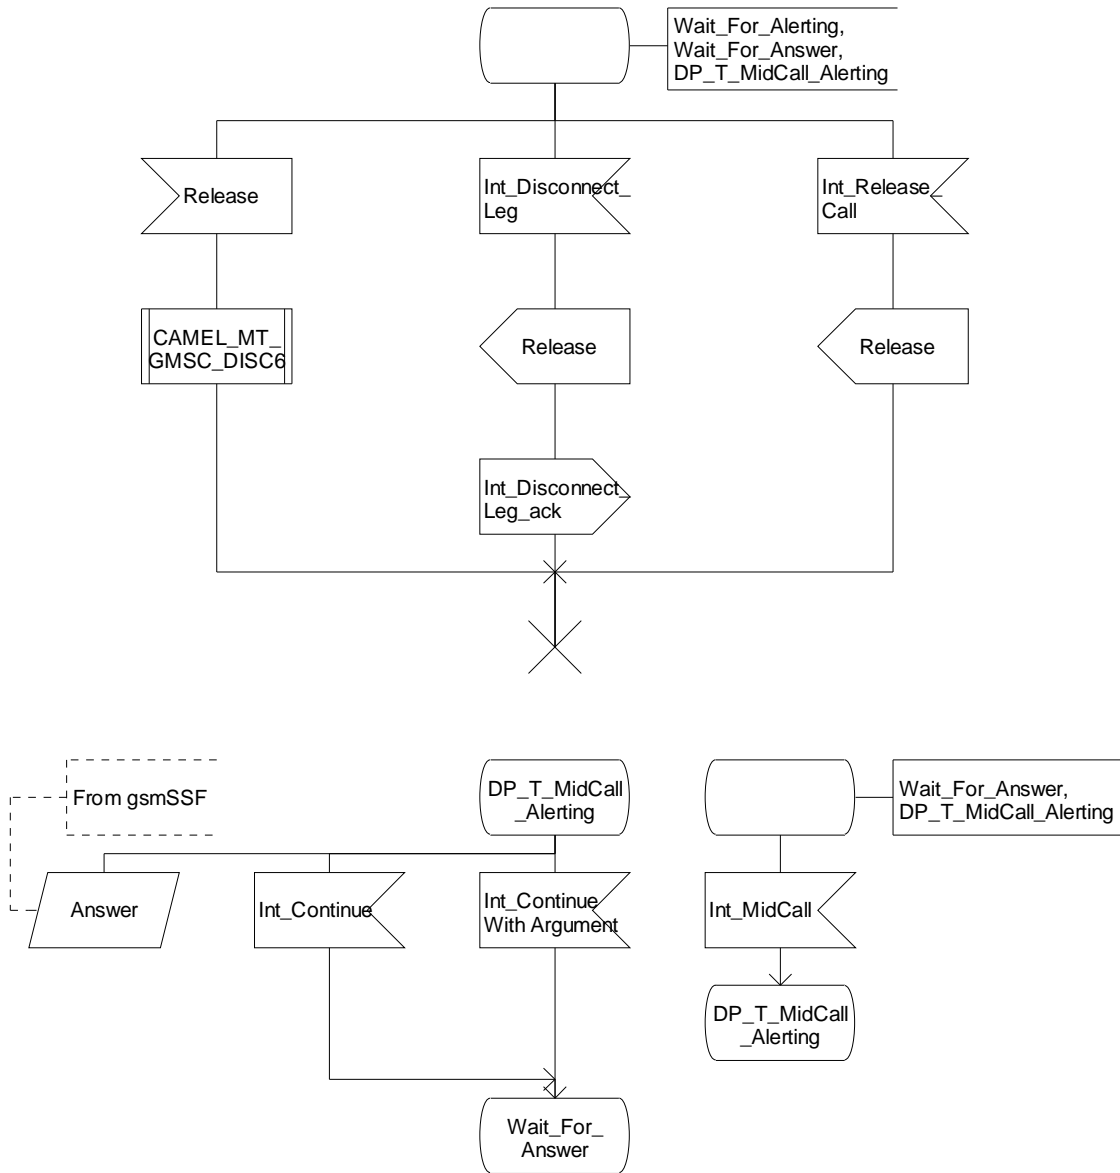 Wait_For_Alerting,
Wait_For_Answer,
DP_T_MidCall_Alerting
Release
Int_Disconnect_
Leg
Int_Release_
Call
CAMEL_MT_
GMSC_DISC6
Release
Release
Int_Disconnect_
Leg_ack
From gsmSSF
DP_T_MidCall
_Alerting
Wait_For_Answer,
DP_T_MidCall_Alerting
Answer
Int_Continue
Int_Continue_
With Argument
Int_MidCall
DP_T_MidCall
_Alerting
Wait_For_
Answer